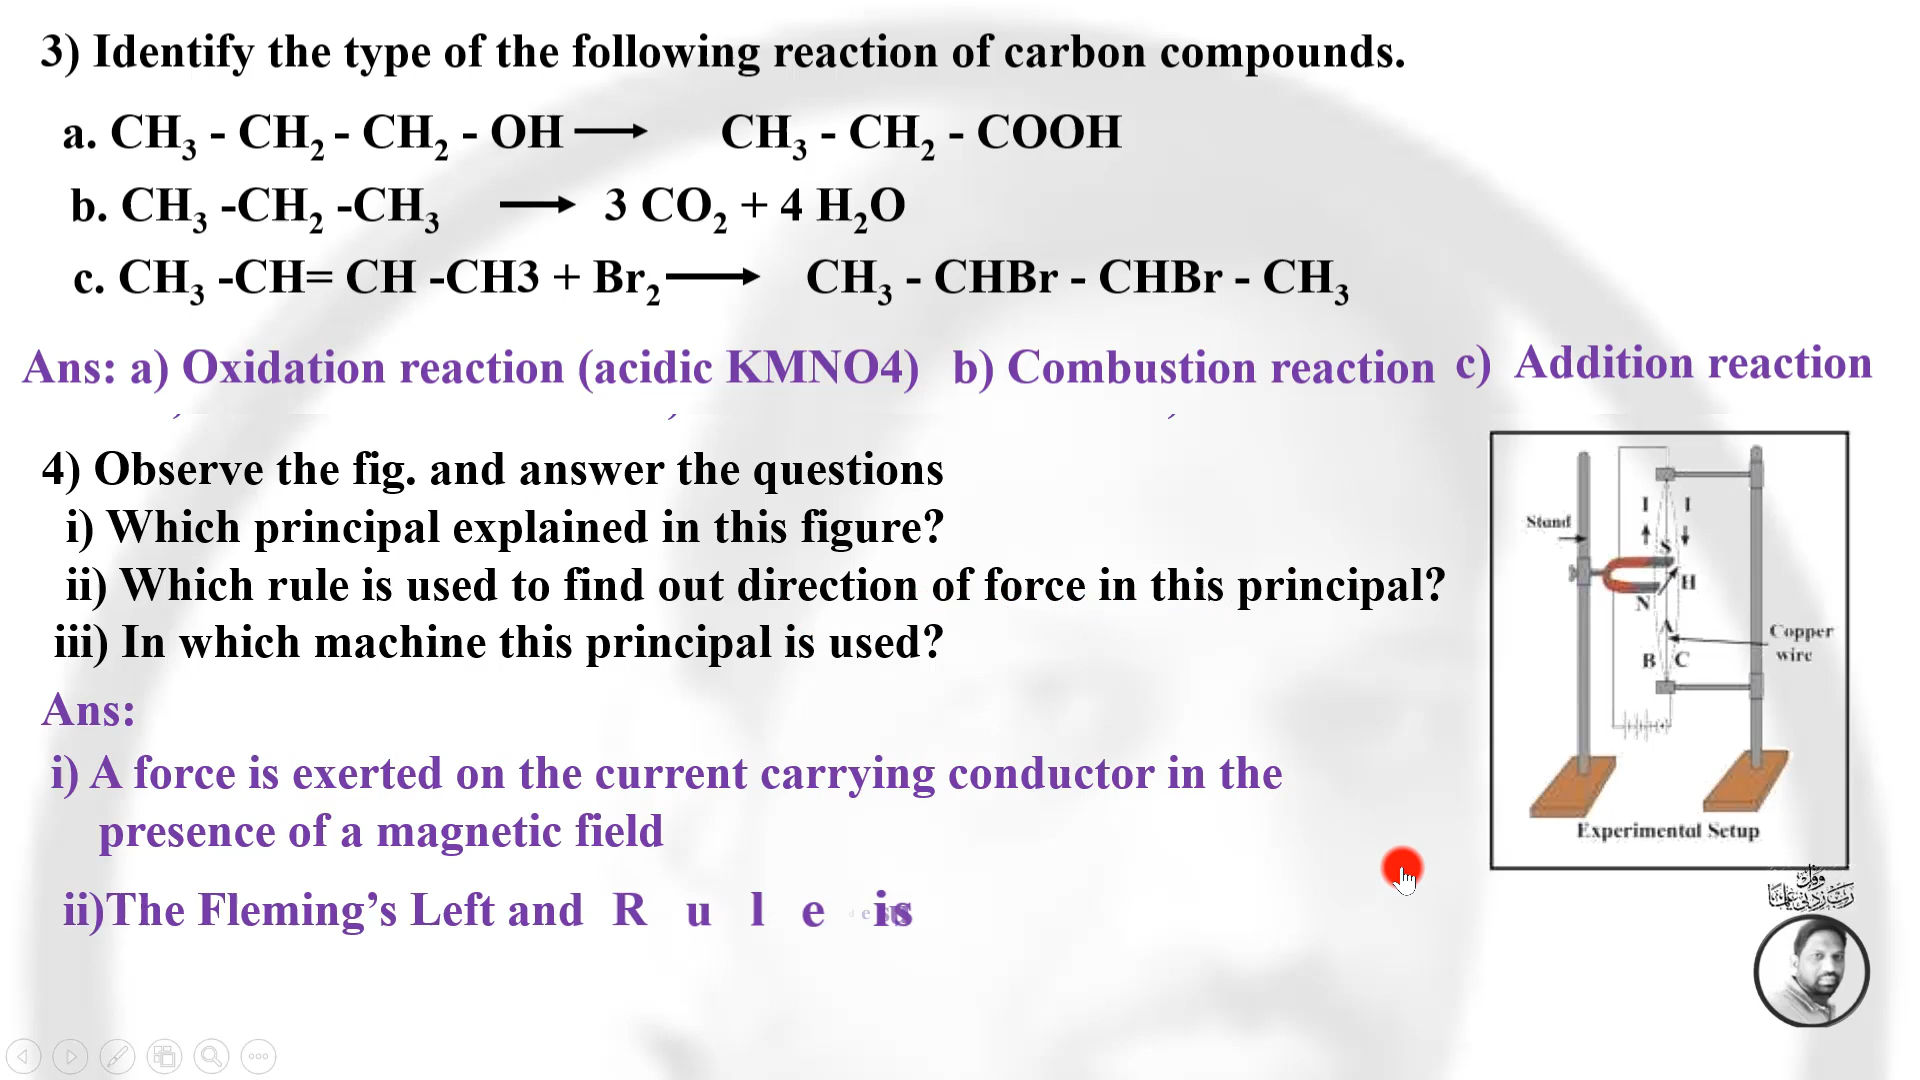 3) Identify the type of the following reaction of carbon compounds.
a. CH₃ - CH₂ - CH₂ - OH ⟶ CH₃ - CH₂ - COOH
b. CH₃ -CH₂ -CH₃ ⟶ 3 CO₂ + 4 H₂O
c. CH₃ -CH= CH -CH3 + Br₂ ⟶ CH₃ - CHBr - CHBr - CH₃
Ans: a) Oxidation reaction (acidic KMNO4) b) Combustion reaction c) Addition reaction
4) Observe the fig. and answer the questions
i) Which principal explained in this figure?
ii) Which rule is used to find out direction of force in this principal?
iii) In which machine this principal is used?
Ans:
i) A force is exerted on the current carrying conductor in the
presence of a magnetic field
ii)The Fleming’s Left and R u l e is
Stand
I I
S
H
N
A
Copper
wire
B C
Experimental Setup
وقل
رب زدني علما